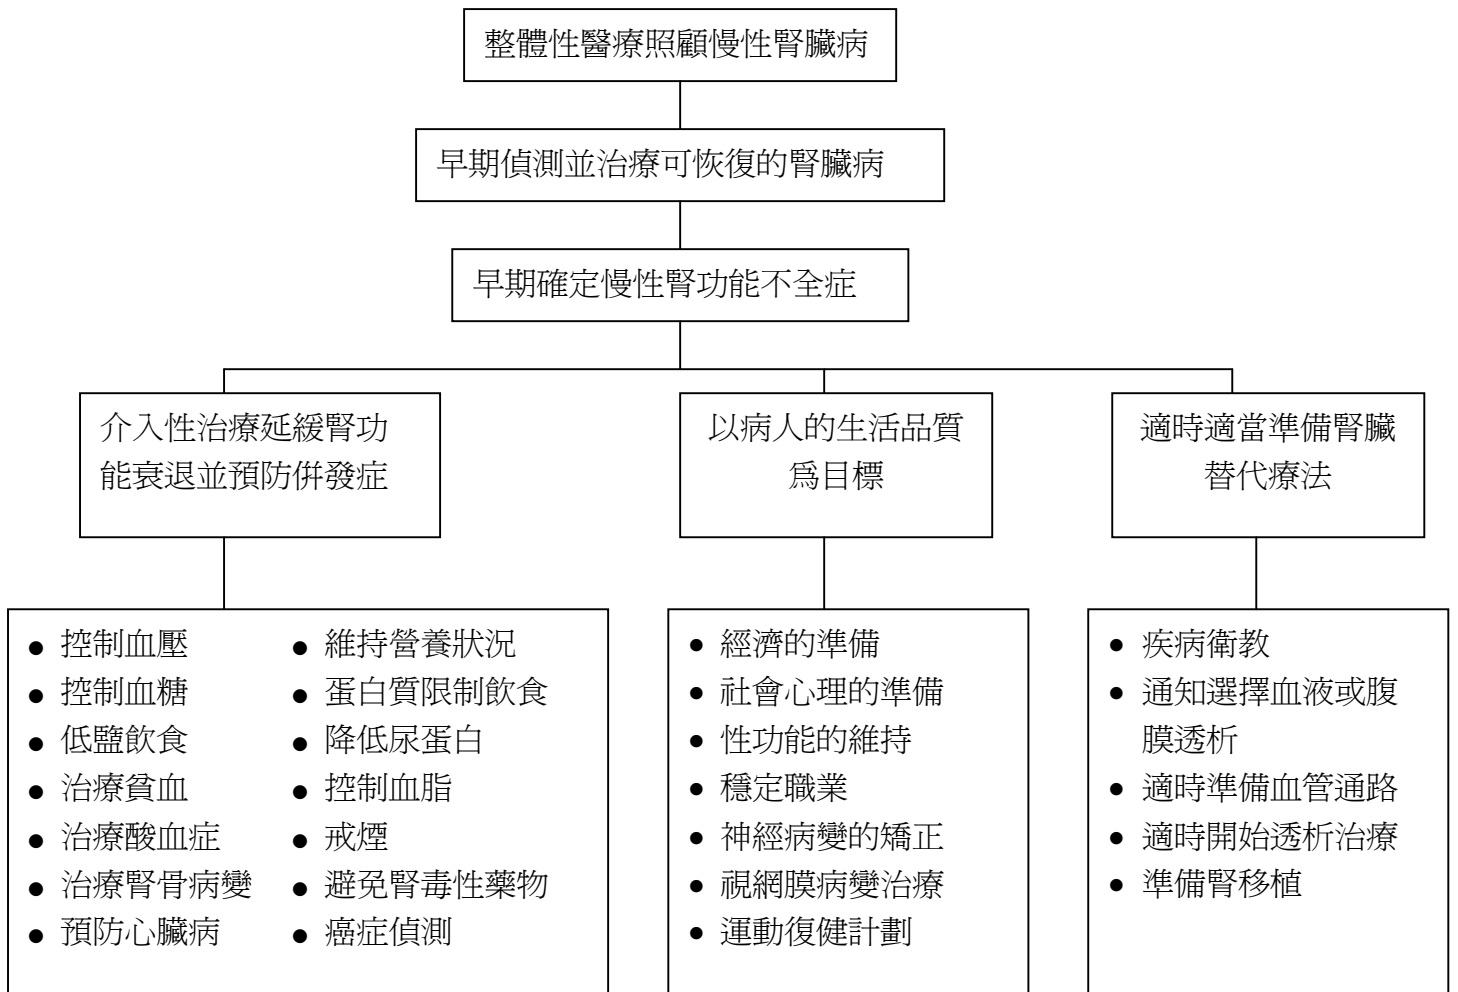 整體性醫療照顧慢性腎臟病
早期偵測並治療可恢復的腎臟病
早期確定慢性腎功能不全症
介入性治療延緩腎功
能衰退並預防併發症
以病人的生活品質
為目標
適時適當準備腎臟
替代療法
● 控制血壓
● 控制血糖
● 低鹽飲食
● 治療貧血
● 治療酸血症
● 治療腎骨病變
● 預防心臟病
● 維持營養狀況
● 蛋白質限制飲食
● 降低尿蛋白
● 控制血脂
● 戒煙
● 避免腎毒性藥物
● 癌症偵測
● 經濟的準備
● 社會心理的準備
● 性功能的維持
● 穩定職業
● 神經病變的矯正
● 視網膜病變治療
● 運動復健計劃
● 疾病衛教
● 通知選擇血液或腹
膜透析
● 適時準備血管通路
● 適時開始透析治療
● 準備腎移植